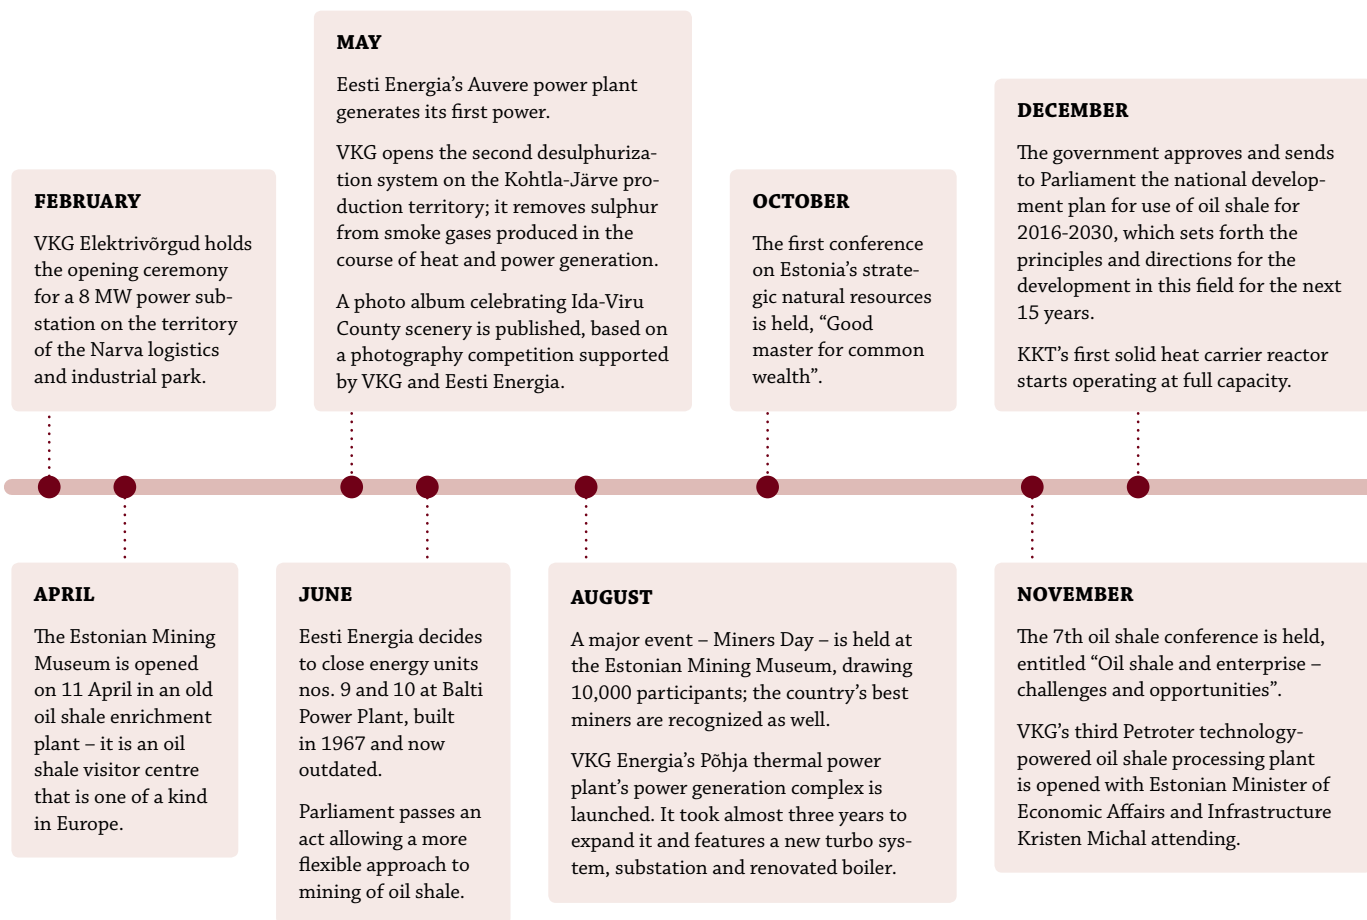 FEBRUARY
VKG Elektrivõrgud holds
the opening ceremony
for a 8 MW power sub-
station on the territory
of the Narva logistics
and industrial park.
MAY
Eesti Energia’s Auvere power plant
generates its first power.
VKG opens the second desulphuriza-
tion system on the Kohtla-Järve pro-
duction territory; it removes sulphur
from smoke gases produced in the
course of heat and power generation.
A photo album celebrating Ida-Viru
County scenery is published, based on
a photography competition supported
by VKG and Eesti Energia.
OCTOBER
The first conference
on Estonia’s strate-
gic natural resources
is held, “Good
master for common
wealth”.
DECEMBER
The government approves and sends
to Parliament the national develop-
ment plan for use of oil shale for
2016-2030, which sets forth the
principles and directions for the
development in this field for the next
15 years.
KKT’s first solid heat carrier reactor
starts operating at full capacity.
APRIL
The Estonian Mining
Museum is opened
on 11 April in an old
oil shale enrichment
plant – it is an oil
shale visitor centre
that is one of a kind
in Europe.
JUNE
Eesti Energia decides
to close energy units
nos. 9 and 10 at Balti
Power Plant, built
in 1967 and now
outdated.
Parliament passes an
act allowing a more
flexible approach to
mining of oil shale.
AUGUST
A major event – Miners Day – is held at
the Estonian Mining Museum, drawing
10,000 participants; the country’s best
miners are recognized as well.
VKG Energia’s Põhja thermal power
plant’s power generation complex is
launched. It took almost three years to
expand it and features a new turbo sys-
tem, substation and renovated boiler.
NOVEMBER
The 7th oil shale conference is held,
entitled “Oil shale and enterprise –
challenges and opportunities”.
VKG’s third Petroter technology-
powered oil shale processing plant
is opened with Estonian Minister of
Economic Affairs and Infrastructure
Kristen Michal attending.